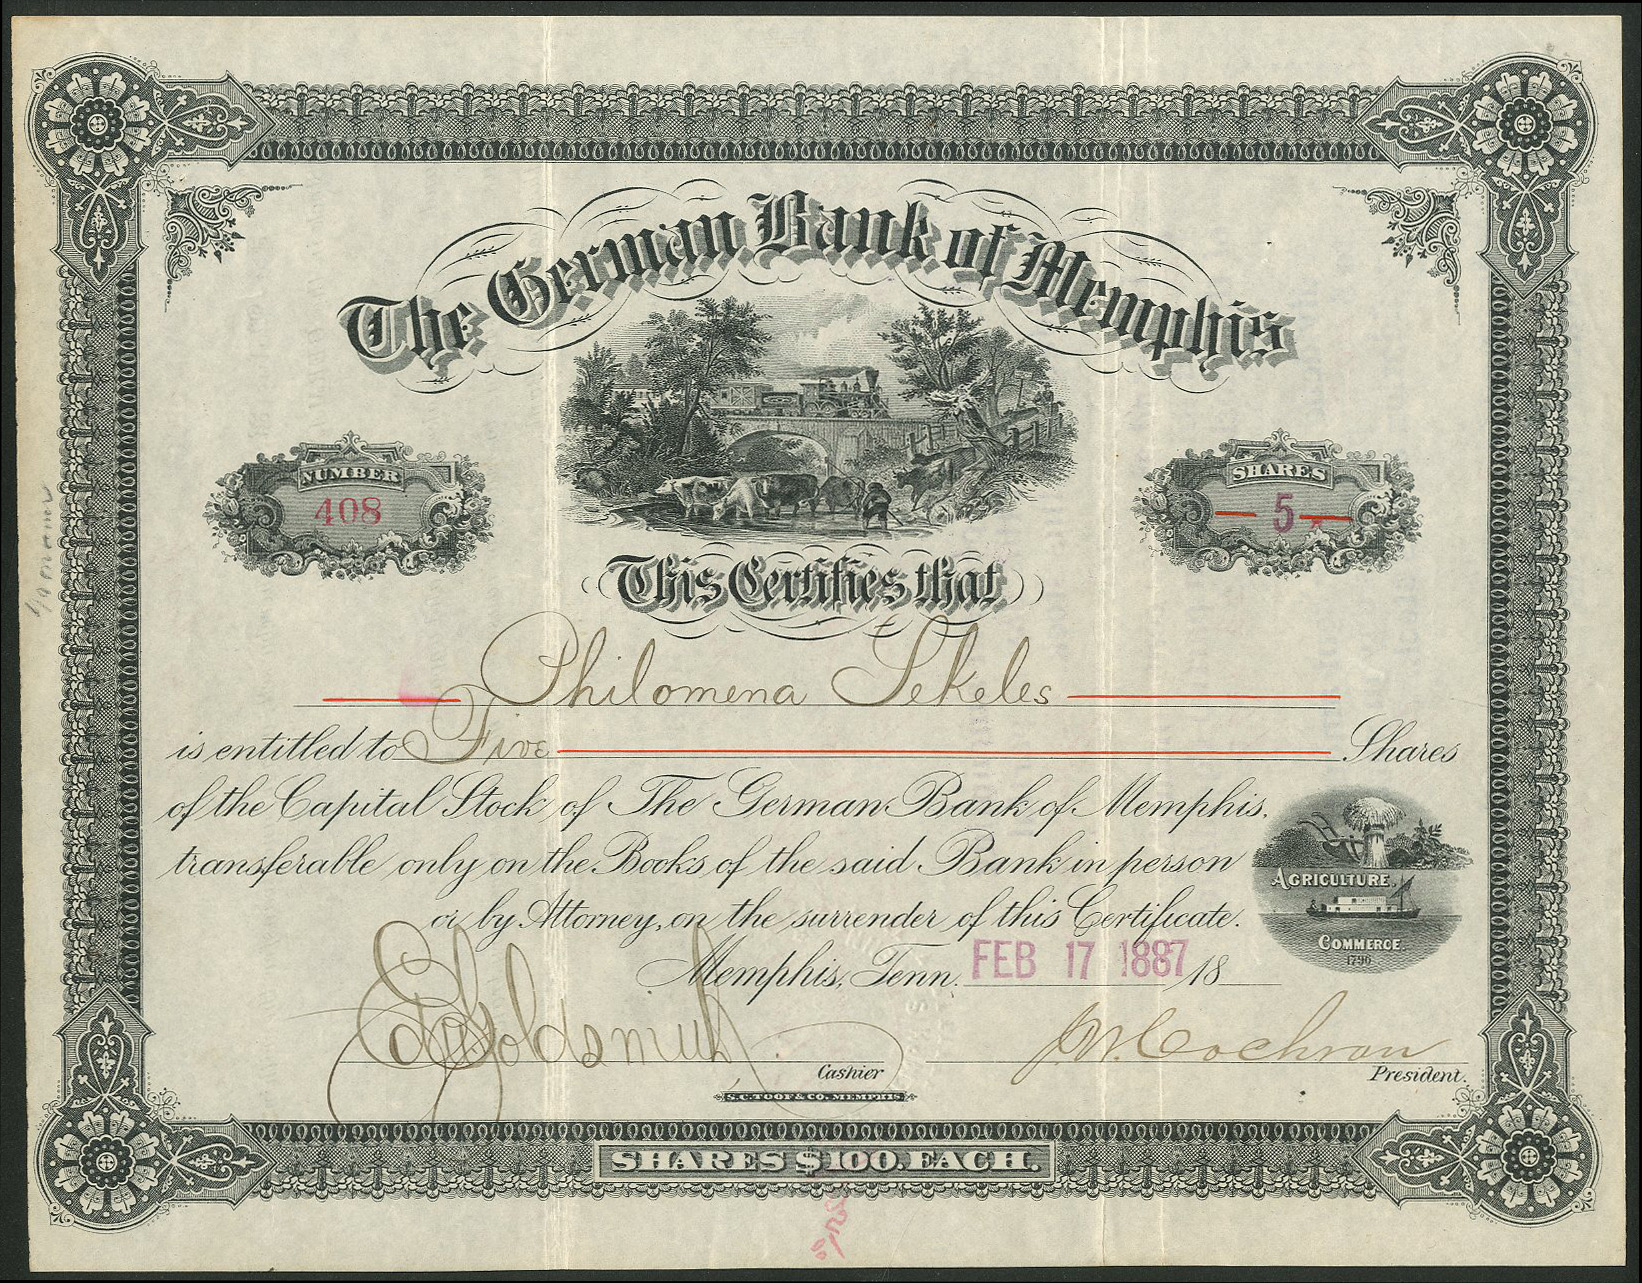 The German Bank of Memphis
NUMBER
408
SHARES
5
This Certifies that
Philomena Sekeles
is entitled to Five Shares
of the Capital Stock of The German Bank of Memphis,
transferable only on the Books of the said Bank in person
or by Attorney, on the surrender of this Certificate.
AGRICULTURE.
COMMERCE.
1796
Memphis, Tenn. FEB 17 1887 18
Goldsmith
J. W. Cochran
Cashier
President.
S.C. TOOF & CO. MEMPHIS
SHARES $100. EACH.